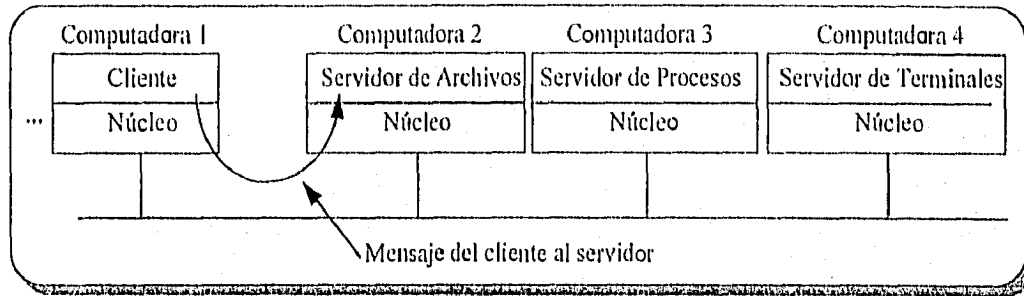 Computadora 1 Computadora 2 Computadora 3 Computadora 4
Cliente Servidor de Archivos Servidor de Procesos Servidor de Terminales
... Núcleo Núcleo Núcleo Núcleo
Mensaje del cliente al servidor